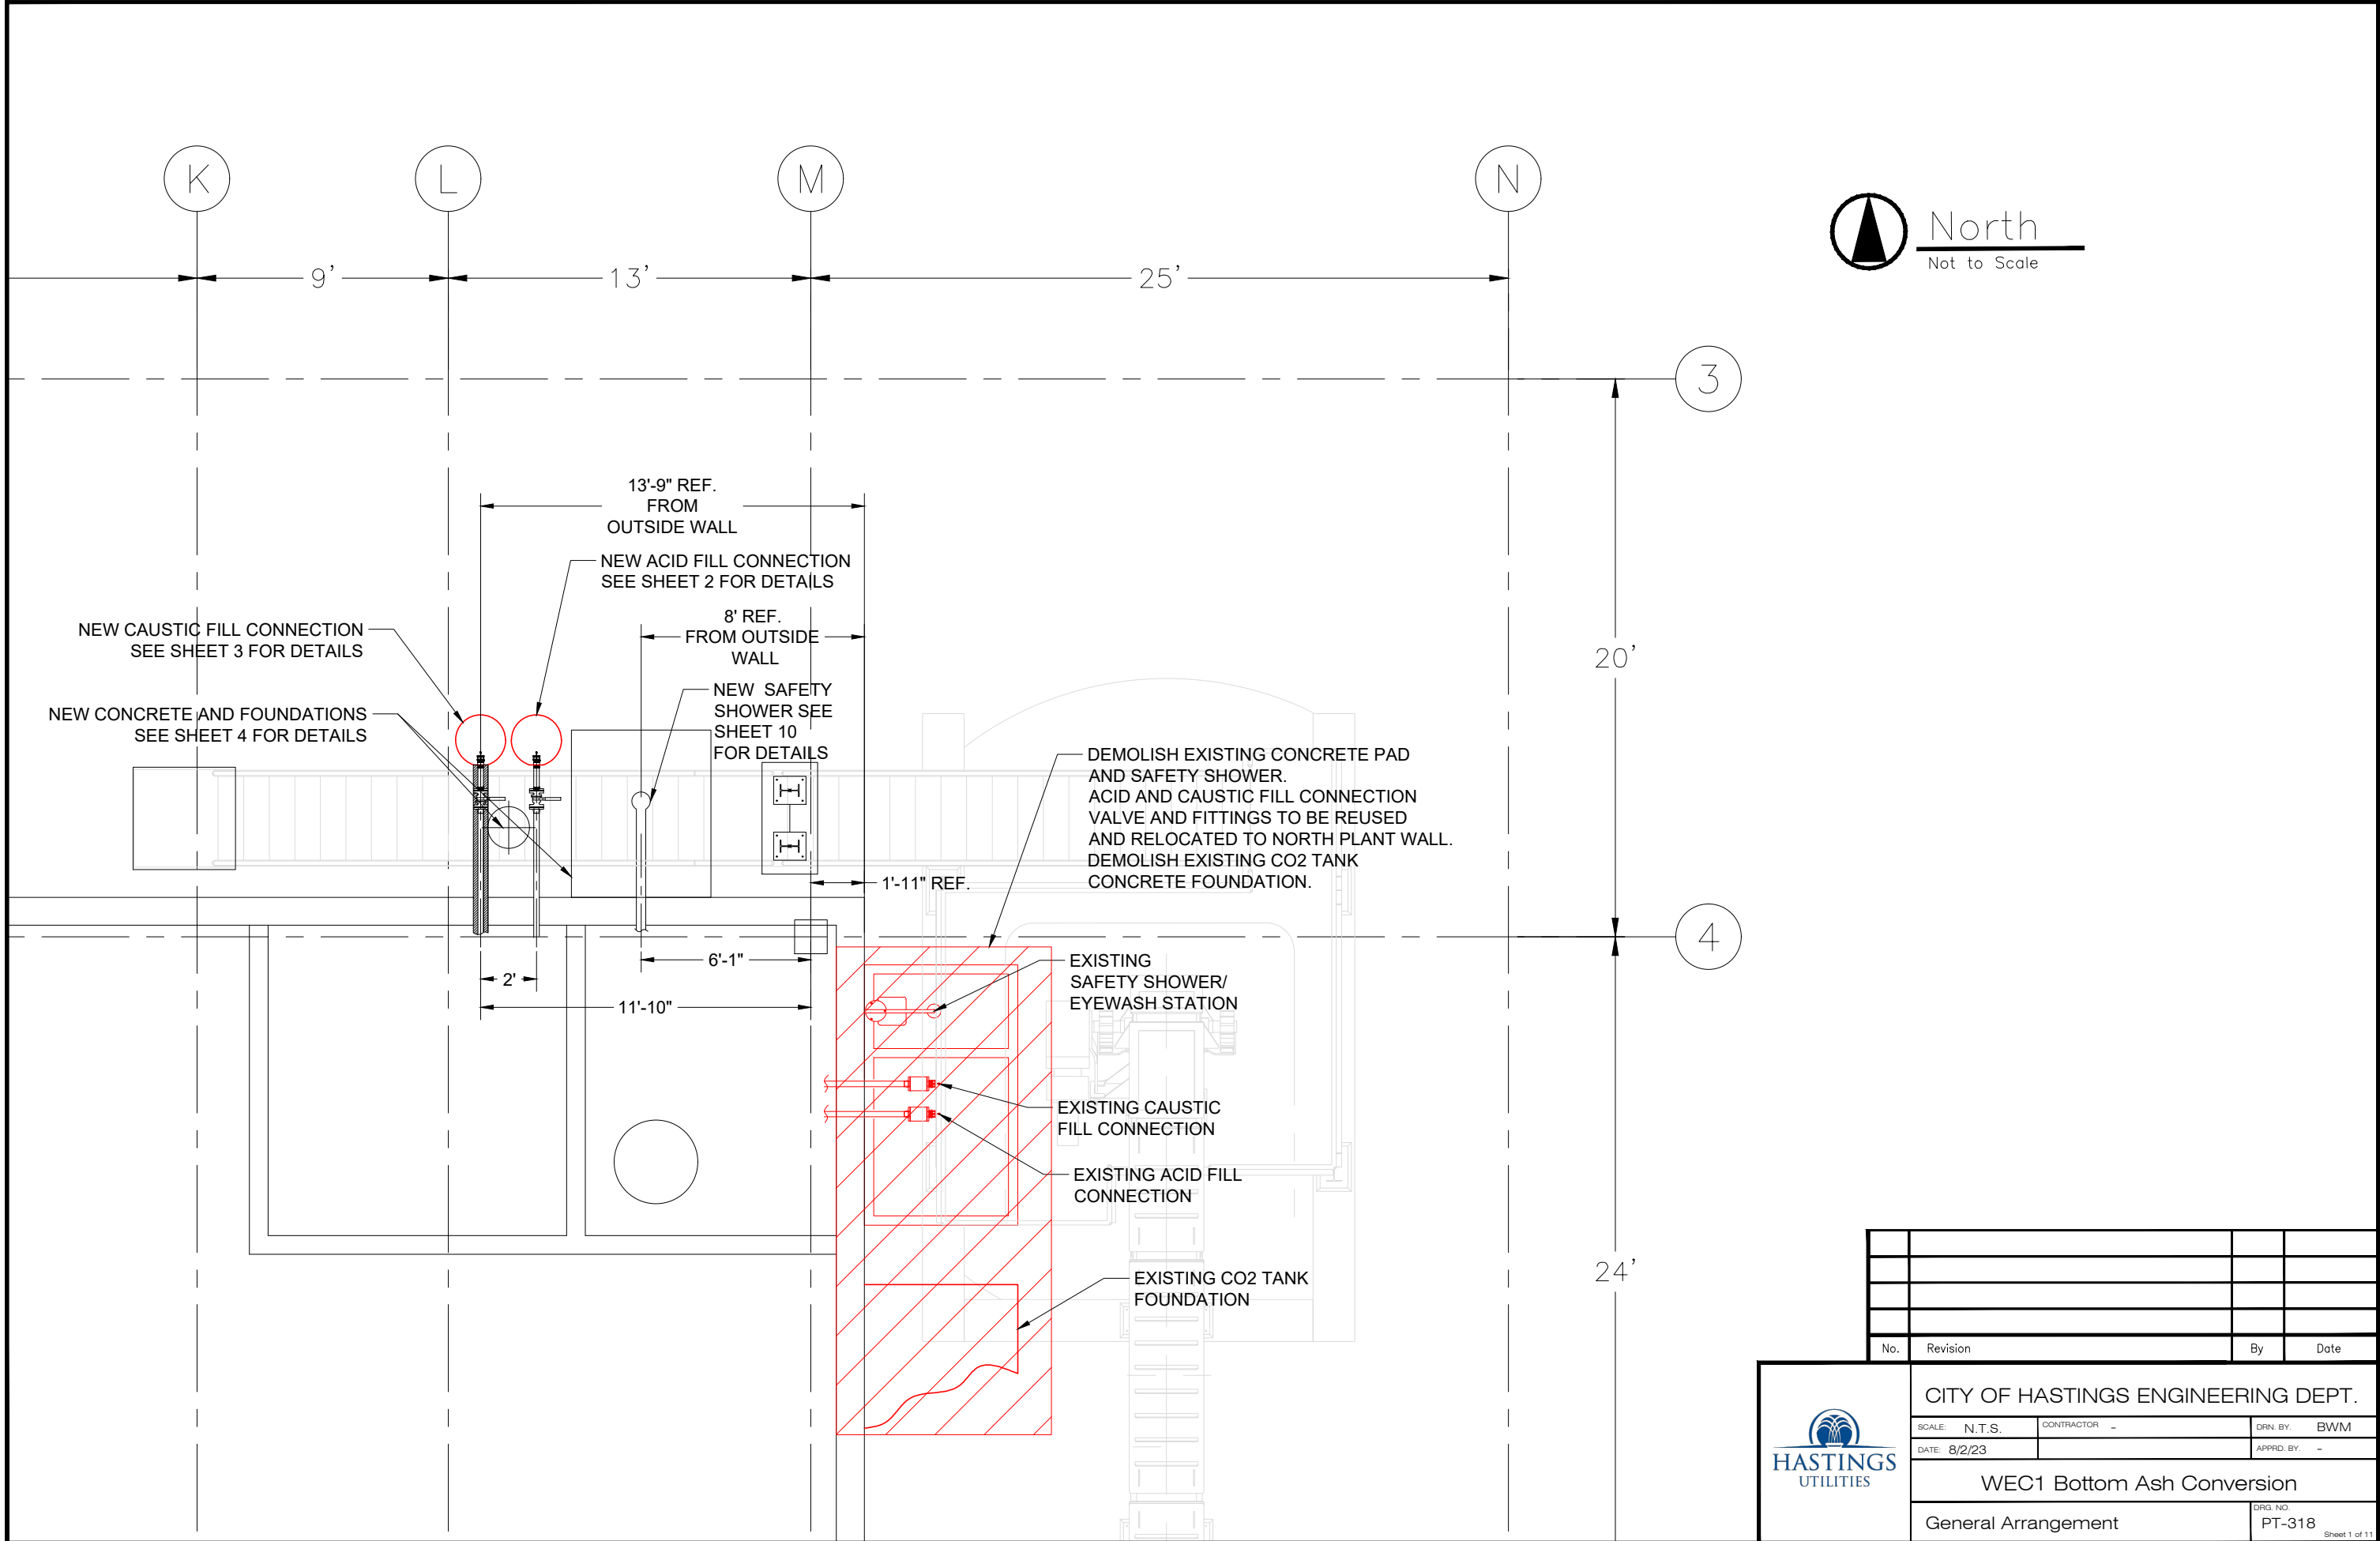 K
L
M
N
North
Not to Scale
9'
13'
25'
3
20'
13'-9" REF.
FROM
OUTSIDE WALL
NEW ACID FILL CONNECTION
SEE SHEET 2 FOR DETAILS
8' REF.
FROM OUTSIDE
WALL
NEW CAUSTIC FILL CONNECTION
SEE SHEET 3 FOR DETAILS
NEW SAFETY
SHOWER SEE
SHEET 10
FOR DETAILS
NEW CONCRETE AND FOUNDATIONS
SEE SHEET 4 FOR DETAILS
DEMOLISH EXISTING CONCRETE PAD
AND SAFETY SHOWER.
ACID AND CAUSTIC FILL CONNECTION
VALVE AND FITTINGS TO BE REUSED
AND RELOCATED TO NORTH PLANT WALL.
DEMOLISH EXISTING CO2 TANK
CONCRETE FOUNDATION.
1'-11" REF.
4
6'-1"
2'
11'-10"
EXISTING
SAFETY SHOWER/
EYEWASH STATION
EXISTING CAUSTIC
FILL CONNECTION
EXISTING ACID FILL
CONNECTION
24'
EXISTING CO2 TANK
FOUNDATION
No. Revision By Date
HASTINGS
UTILITIES
CITY OF HASTINGS ENGINEERING DEPT.
SCALE: N.T.S. CONTRACTOR - DRN. BY. BWM
DATE: 8/2/23 APPRD. BY. -
WEC1 Bottom Ash Conversion
General Arrangement
DRG. NO.
PT-318
Sheet 1 of 11